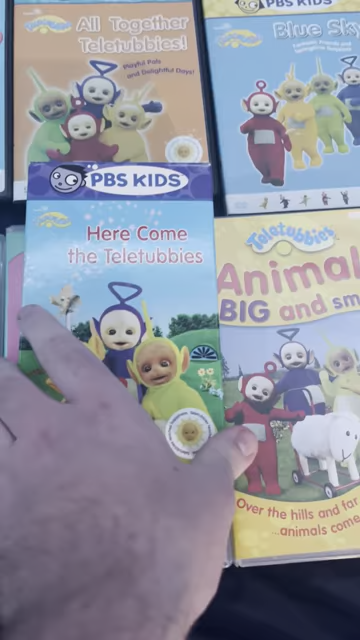 Teletubbies
All Together
Teletubbies!
Playful Pals
and Delightful Days!
PBS KIDS
Blue Sky
PBS KIDS
Here Come
the Teletubbies
Teletubbies
Animal
BIG and sm
Over the hills and far
...animals come